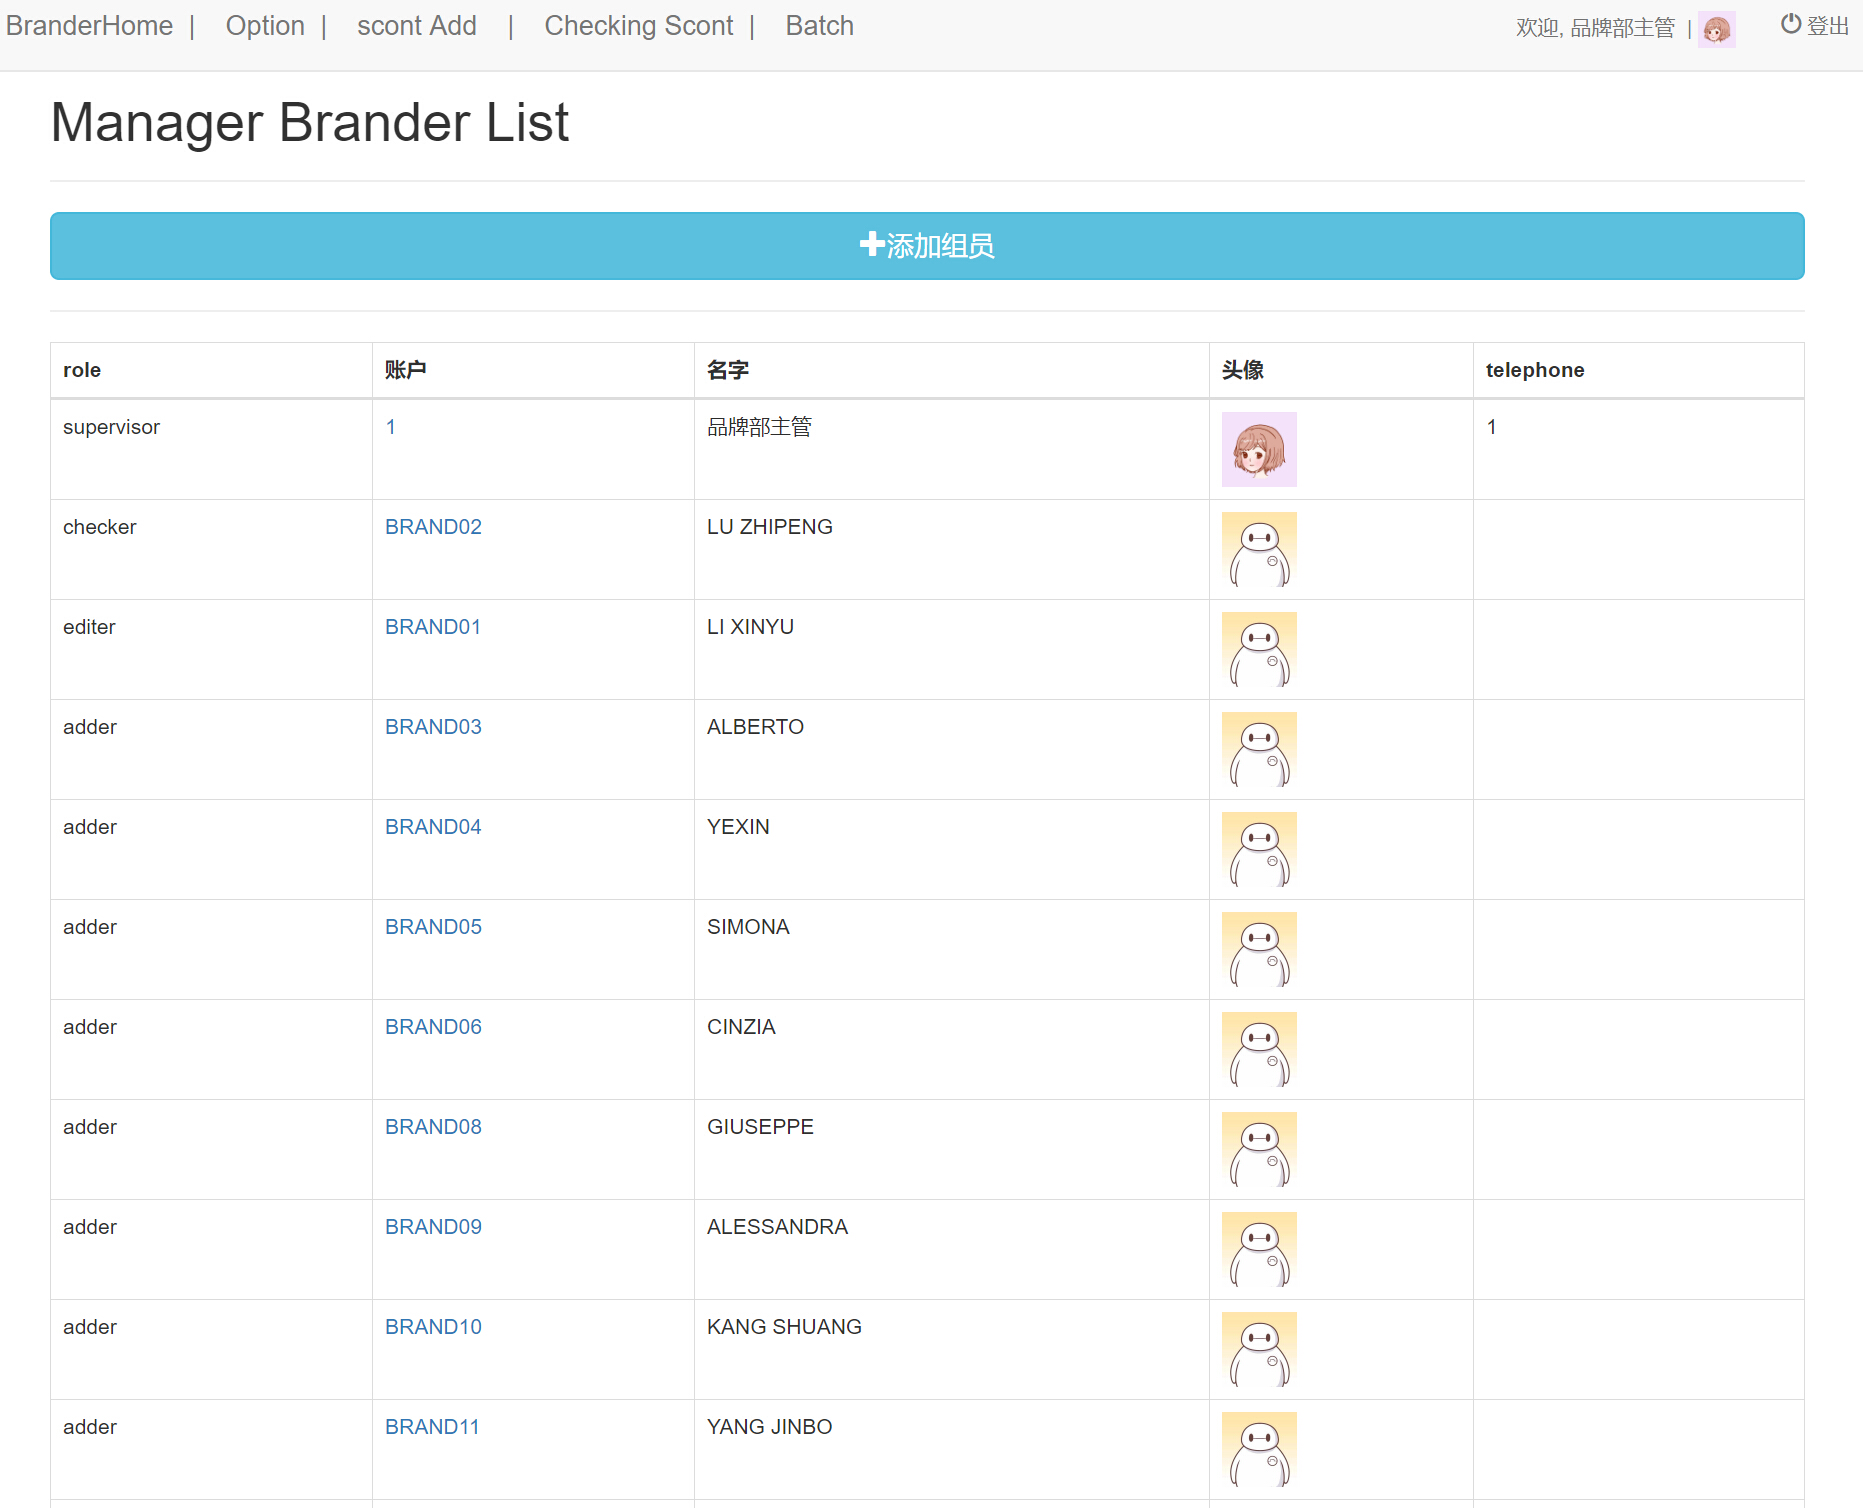 BranderHome | Option | scont Add | Checking Scont | Batch 欢迎, 品牌部主管 | 登出
Manager Brander List
添加组员
role 账户 名字 头像 telephone
supervisor 1 品牌部主管 1
checker BRAND02 LU ZHIPENG
editer BRAND01 LI XINYU
adder BRAND03 ALBERTO
adder BRAND04 YEXIN
adder BRAND05 SIMONA
adder BRAND06 CINZIA
adder BRAND08 GIUSEPPE
adder BRAND09 ALESSANDRA
adder BRAND10 KANG SHUANG
adder BRAND11 YANG JINBO